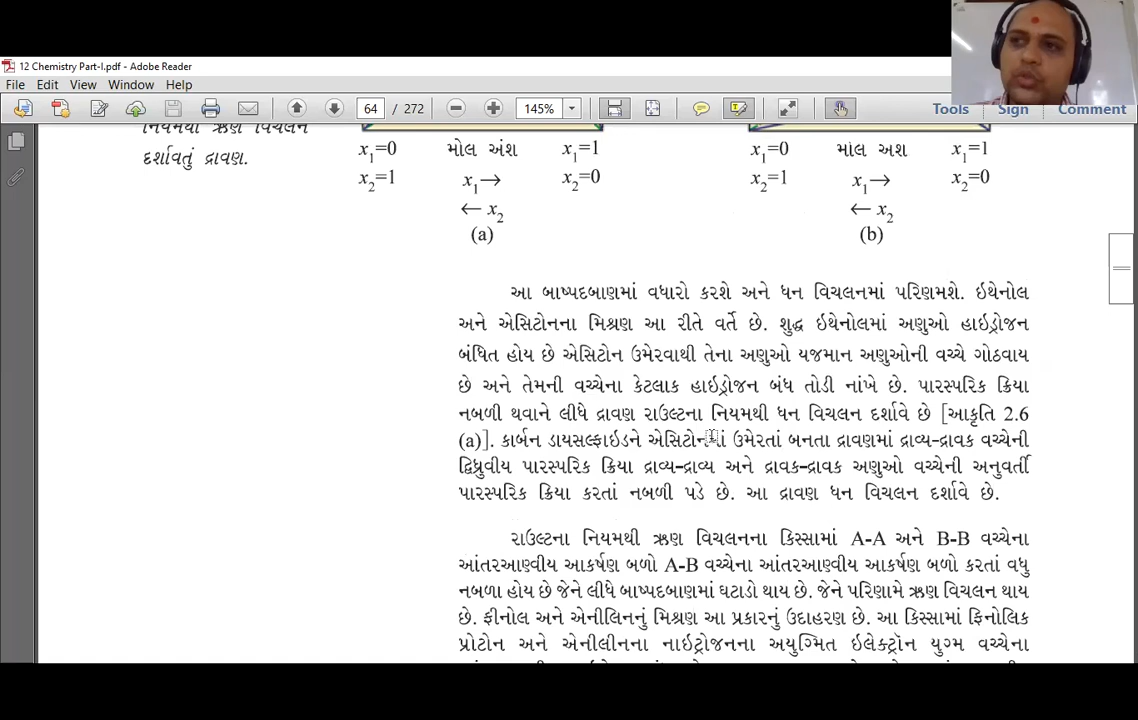 12 Chemistry Part-I.pdf - Adobe Reader
File Edit View Window Help
64 / 272 145% Tools Sign Comment
નિયમથી ઋણ વિચલન
દર્શાવતું દ્રાવણ.
x1=0 મોલ અંશ x1=1
x2=1 x1→ x2=0
← x2
(a)
x1=0 મોલ અંશ x1=1
x2=1 x1→ x2=0
← x2
(b)
આ બાષ્પદબાણમાં વધારો કરશે અને ધન વિચલનમાં પરિણમશે. ઇથેનોલ
અને એસિટોનના મિશ્રણ આ રીતે વર્તે છે. શુદ્ધ ઇથેનોલમાં અણુઓ હાઇડ્રોજન
બંધિત હોય છે એસિટોન ઉમેરવાથી તેના અણુઓ યજમાન અણુઓની વચ્ચે ગોઠવાય
છે અને તેમની વચ્ચેના કેટલાક હાઇડ્રોજન બંધ તોડી નાંખે છે. પારસ્પરિક ક્રિયા
નબળી થવાને લીધે દ્રાવણ રાઉલ્ટના નિયમથી ધન વિચલન દર્શાવે છે [આકૃતિ 2.6
(a)]. કાર્બન ડાયસલ્ફાઇડને એસિટોનમાં ઉમેરતાં બનતા દ્રાવણમાં દ્રાવ્ય-દ્રાવક વચ્ચેની
દ્વિધ્રુવીય પારસ્પરિક ક્રિયા દ્રાવ્ય-દ્રાવ્ય અને દ્રાવક-દ્રાવક અણુઓ વચ્ચેની અનુવર્તી
પારસ્પરિક ક્રિયા કરતાં નબળી પડે છે. આ દ્રાવણ ધન વિચલન દર્શાવે છે.
રાઉલ્ટના નિયમથી ઋણ વિચલનના કિસ્સામાં A-A અને B-B વચ્ચેના
આંતરઆણ્વીય આકર્ષણ બળો A-B વચ્ચેના આંતરઆણ્વીય આકર્ષણ બળો કરતાં વધુ
નબળા હોય છે જેને લીધે બાષ્પદબાણમાં ઘટાડો થાય છે. જેને પરિણામે ઋણ વિચલન થાય
છે. ફીનોલ અને એનીલિનનું મિશ્રણ આ પ્રકારનું ઉદાહરણ છે. આ કિસ્સામાં ફિનોલિક
પ્રોટોન અને એનીલીનના નાઇટ્રોજનના અયુગ્મિત ઇલેક્ટ્રૉન યુગ્મ વચ્ચેના